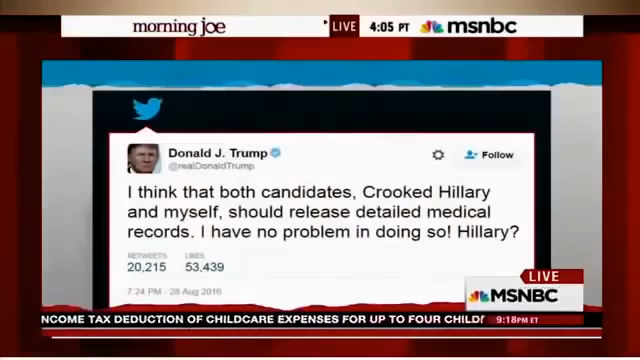 morning joe LIVE 4:05 PT msnbc
Donald J. Trump
@realDonaldTrump
Follow
I think that both candidates, Crooked Hillary
and myself, should release detailed medical
records. I have no problem in doing so! Hillary?
RETWEETS LIKES
20,215 53,439
7:24 PM - 28 Aug 2016
LIVE
MSNBC
NCOME TAX DEDUCTION OF CHILDCARE EXPENSES FOR UP TO FOUR CHILD 9:18PM ET